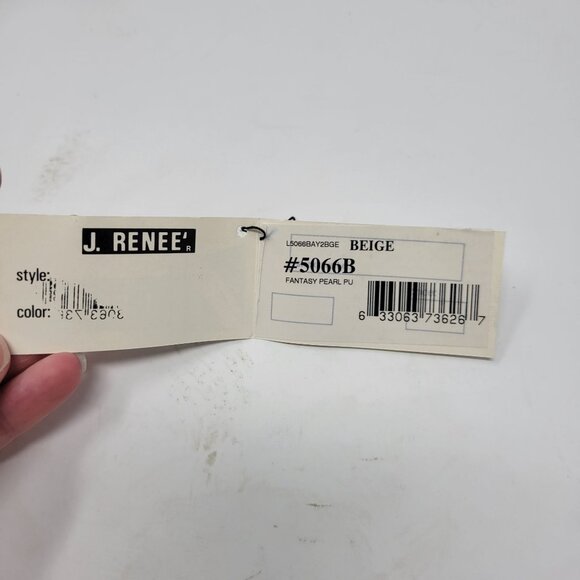 J. RENEE' R
style:
color:
L5066BAY2BGE BEIGE
#5066B
FANTASY PEARL PU
6 33063 73626 7